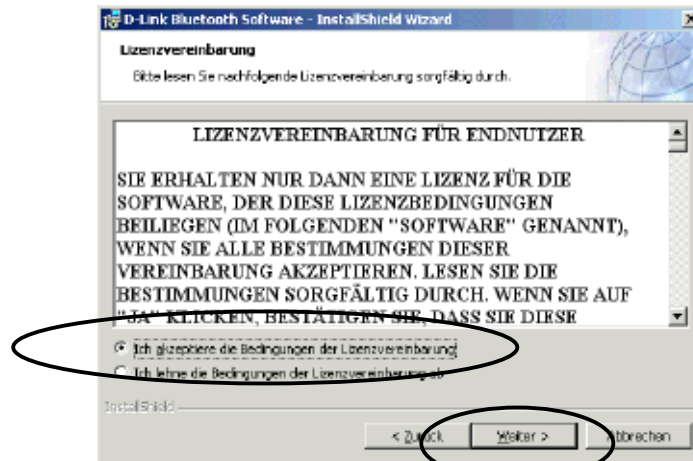 D-Link Bluetooth Software - InstallShield Wizard
Lizenzvereinbarung
Bitte lesen Sie nachfolgende Lizenzvereinbarung sorgfältig durch.
LIZENZVEREINBARUNG FÜR ENDNUTZER
SIE ERHALTEN NUR DANN EINE LIZENZ FÜR DIE
SOFTWARE, DER DIESE LIZENZBEDINGUNGEN
BEILIEGEN (IM FOLGENDEN "SOFTWARE" GENANNT),
WENN SIE ALLE BESTIMMUNGEN DIESER
VEREINBARUNG AKZEPTIEREN. LESEN SIE DIE
BESTIMMUNGEN SORGFÄLTIG DURCH. WENN SIE AUF
"JA" KLICKEN, BESTÄTIGEN SIE, DASS SIE DIESE
Ich akzeptiere die Bedingungen der Lizenzvereinbarung
Ich lehne die Bedingungen der Lizenzvereinbarung ab
InstallShield
< Zurück
Weiter >
Abbrechen